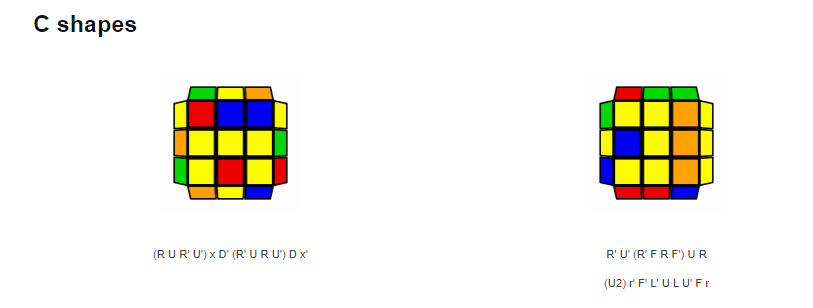 C shapes
(R U R' U') x D' (R' U R U') D x'
R' U' (R' F R F') U R
(U2) r' F' L' U L U' F r